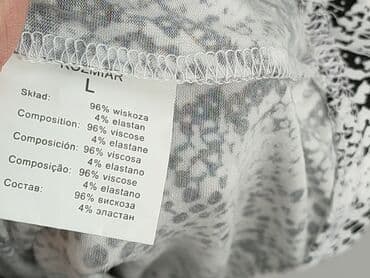 ROZMIAR
L
Skład: 96% wiskoza
4% elastan
Composition: 96% viscose
4% elastane
Composición: 96% viscosa
4% elastano
Composição: 96% viscose
4% elastano
Состав: 96% вискоза
4% эластан